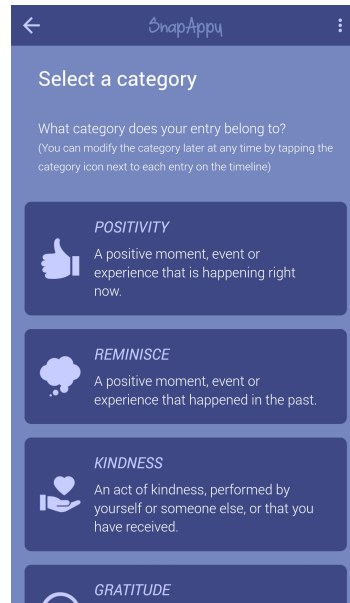 SnapAppy
Select a category
What category does your entry belong to?
(You can modify the category later at any time by tapping the
category icon next to each entry on the timeline)
POSITIVITY
A positive moment, event or
experience that is happening right
now.
REMINISCE
A positive moment, event or
experience that happened in the past.
KINDNESS
An act of kindness, performed by
yourself or someone else, or that you
have received.
GRATITUDE